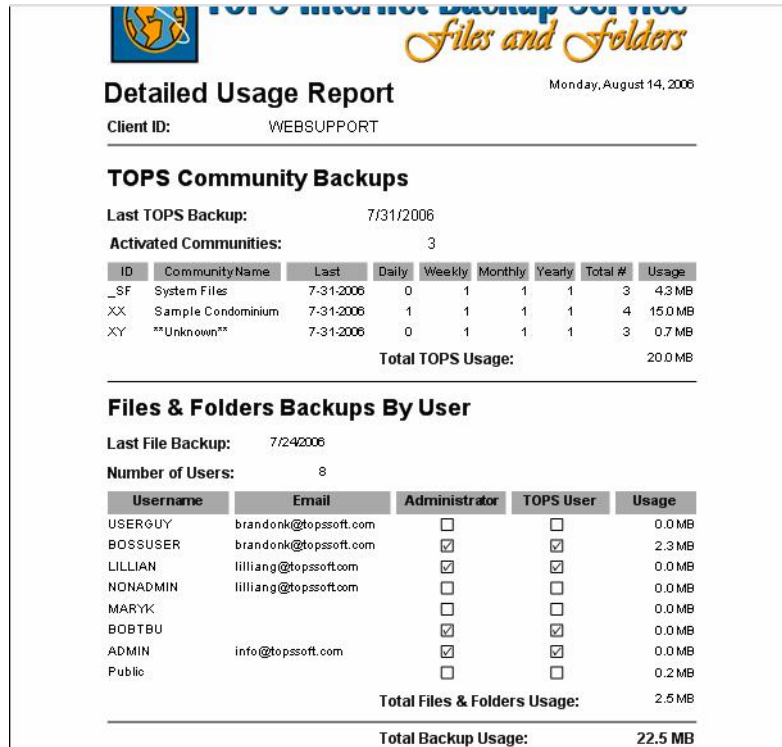 TOPS Internet Backup Service
Files and Folders
Detailed Usage Report
Monday, August 14, 2006
Client ID: WEBSUPPORT
TOPS Community Backups
Last TOPS Backup: 7/31/2006
Activated Communities: 3
ID Community Name Last Daily Weekly Monthly Yearly Total # Usage
_SF System Files 7-31-2006 0 1 1 1 3 4.3 MB
XX Sample Condominium 7-31-2006 1 1 1 1 4 15.0 MB
XY **Unknown** 7-31-2006 0 1 1 1 3 0.7 MB
Total TOPS Usage: 20.0 MB
Files & Folders Backups By User
Last File Backup: 7/24/2006
Number of Users: 8
Username Email Administrator TOPS User Usage
USERGUY brandonk@topssoft.com 0.0 MB
BOSSUSER brandonk@topssoft.com 2.3 MB
LILLIAN lilliang@topssoft.com 0.0 MB
NONADMIN lilliang@topssoft.com 0.0 MB
MARYK 0.0 MB
BOBTBU 0.0 MB
ADMIN info@topssoft.com 0.0 MB
Public 0.2 MB
Total Files & Folders Usage: 2.5 MB
Total Backup Usage: 22.5 MB